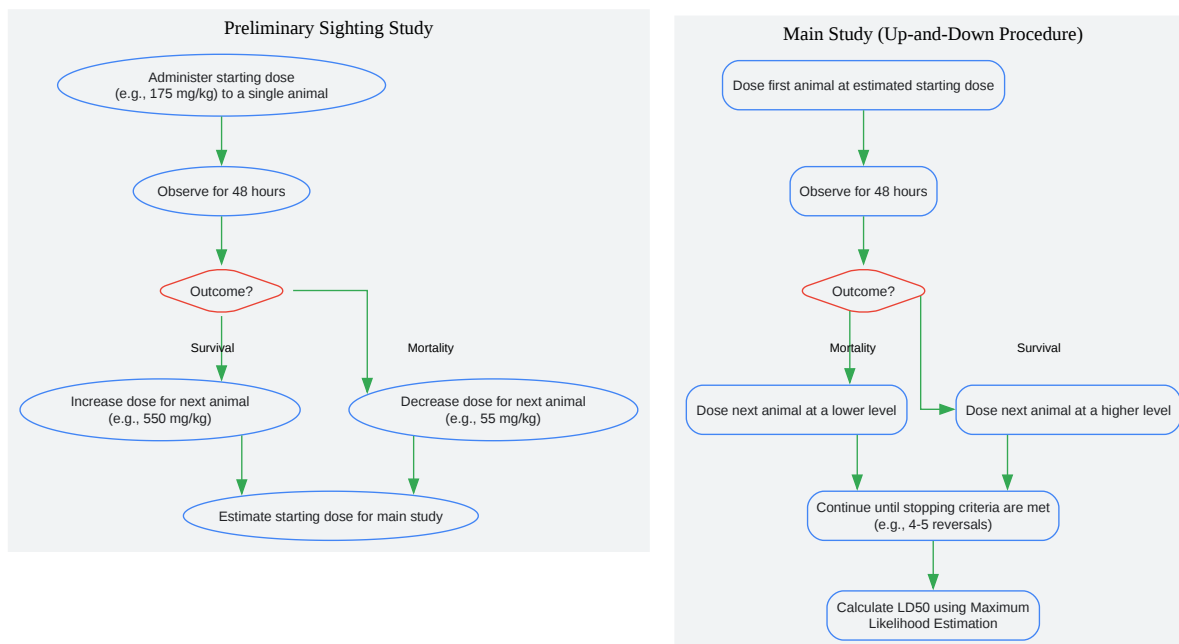 Preliminary Sighting Study
Administer starting dose
(e.g., 175 mg/kg) to a single animal
Observe for 48 hours
Outcome?
Survival
Mortality
Increase dose for next animal
(e.g., 550 mg/kg)
Decrease dose for next animal
(e.g., 55 mg/kg)
Estimate starting dose for main study
Main Study (Up-and-Down Procedure)
Dose first animal at estimated starting dose
Observe for 48 hours
Outcome?
Mortality
Survival
Dose next animal at a lower level
Dose next animal at a higher level
Continue until stopping criteria are met
(e.g., 4-5 reversals)
Calculate LD50 using Maximum
Likelihood Estimation